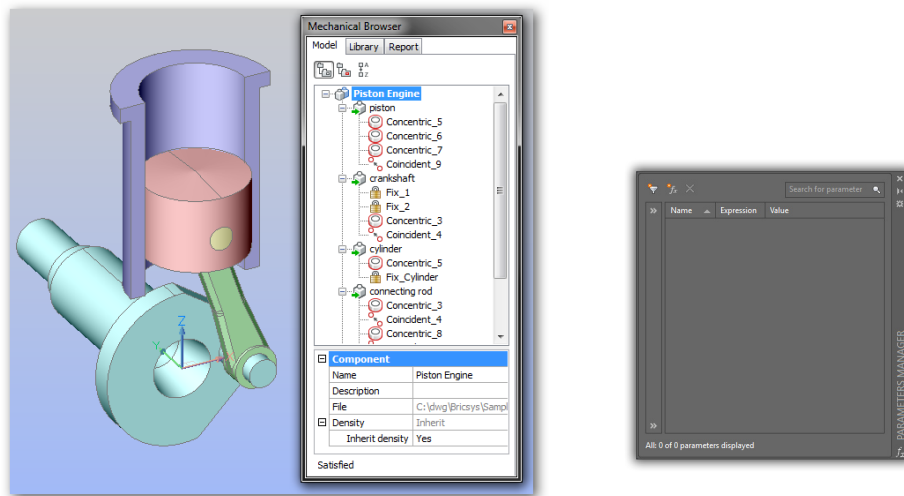 Mechanical Browser
Model Library Report
Piston Engine
piston
Concentric_5
Concentric_6
Concentric_7
Coincident_9
crankshaft
Fix_1
Fix_2
Concentric_3
Coincident_4
cylinder
Concentric_5
Fix_Cylinder
connecting rod
Concentric_3
Coincident_4
Concentric_8
Component
Name Piston Engine
Description
File C:\dwg\Bricsys\Sampl
Density Inherit
Inherit density Yes
Satisfied
Z
Y
X
Search for parameter
Name Expression Value
All: 0 of 0 parameters displayed
PARAMETERS MANAGER